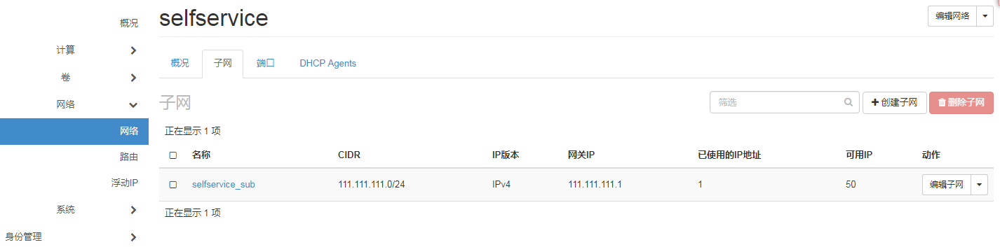 概况
计算
卷
网络
网络
路由
浮动IP
系统
身份管理
selfservice
编辑网络
概况 子网 端口 DHCP Agents
子网
筛选 创建子网 删除子网
正在显示 1 项
名称 CIDR IP版本 网关IP 已使用的IP地址 可用IP 动作
selfservice_sub 111.111.111.0/24 IPv4 111.111.111.1 1 50 编辑子网
正在显示 1 项